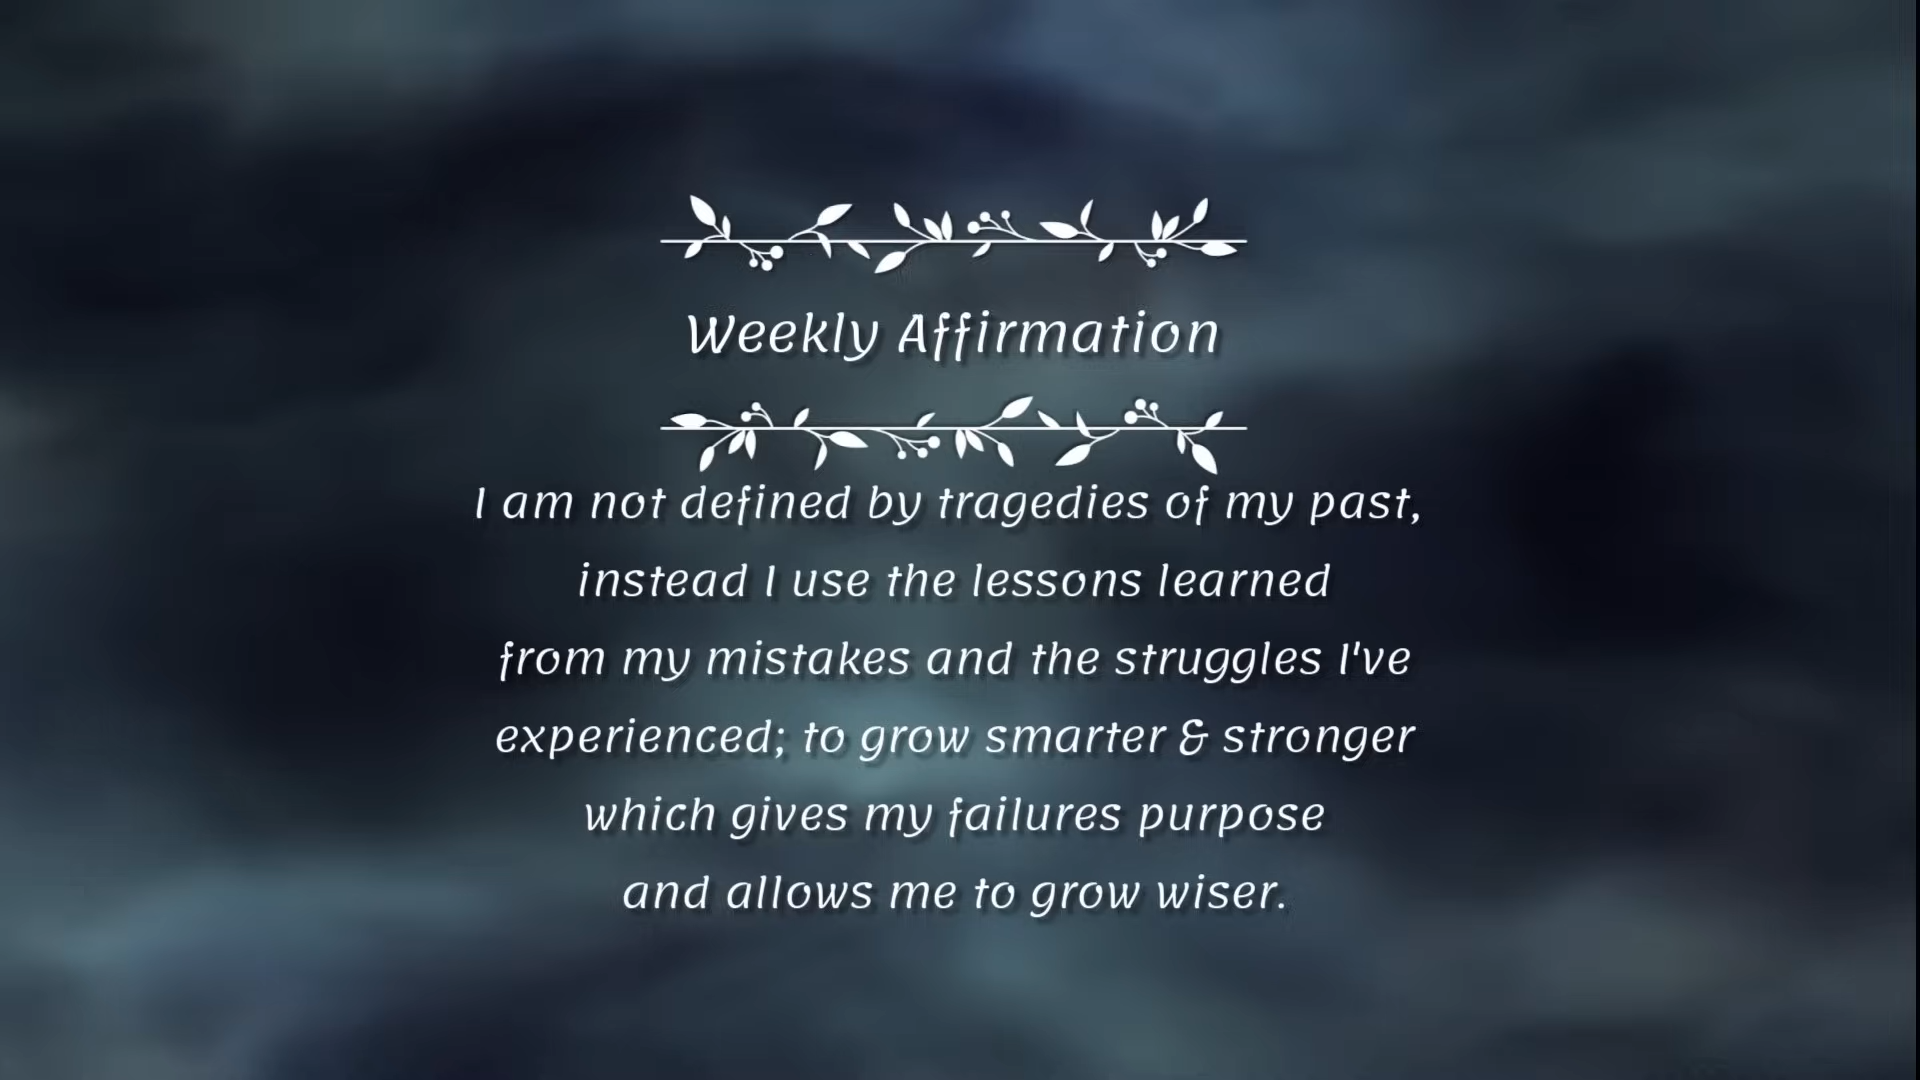 Weekly Affirmation
I am not defined by tragedies of my past,
instead I use the lessons learned
from my mistakes and the struggles I've
experienced; to grow smarter & stronger
which gives my failures purpose
and allows me to grow wiser.